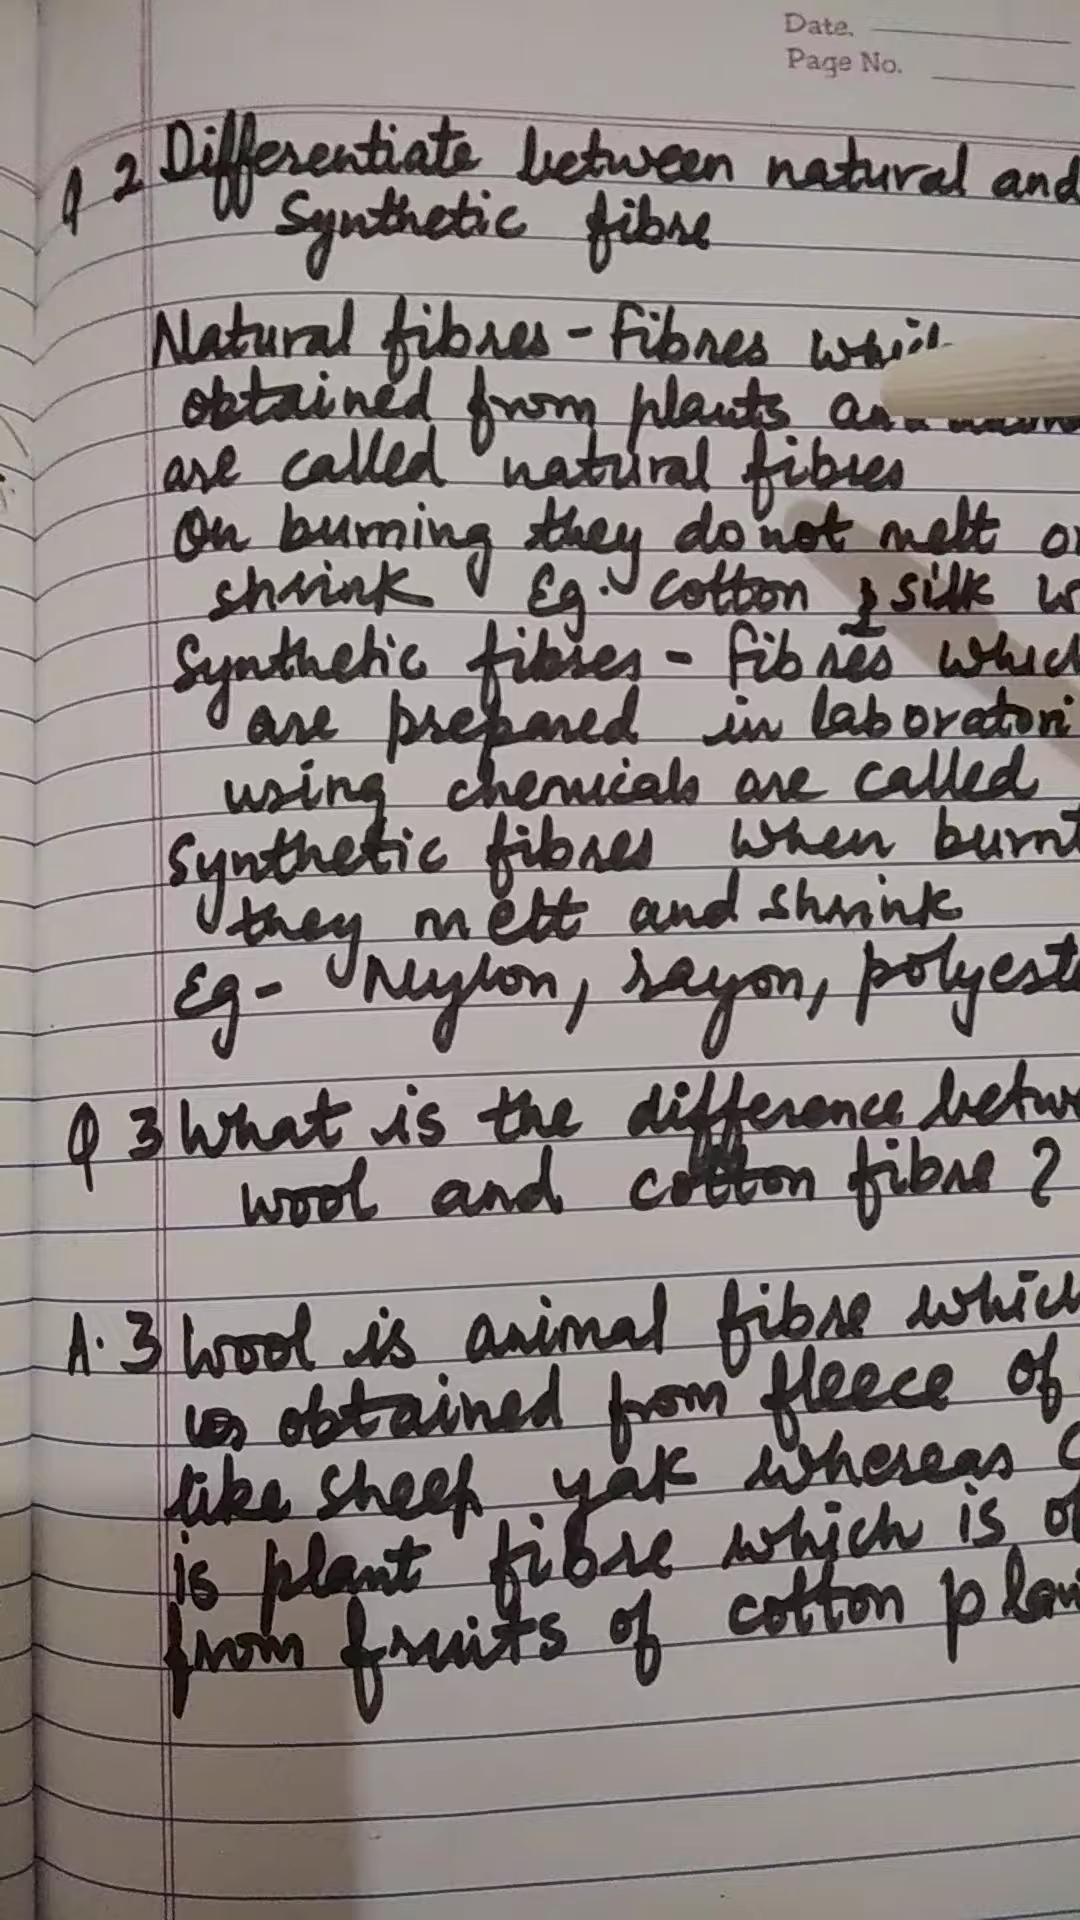 Date.
Page No.
Q 2 Differentiate between natural and
Synthetic fibre
Natural fibres - Fibres
obtained from plants
are called natural fibres
On burning they do not melt or
shrink Eg. cotton, silk
Synthetic fibres - fibres which
are prepared in laboratori
using chemicals are called
synthetic fibres when burnt
they melt and shrink
Eg - Nylon, rayon, polyest
Q 3 What is the difference betwe
wool and cotton fibre ?
A. 3 Wool is animal fibre which
is obtained from fleece of
like sheep yak whereas
is plant fibre which is
from fruits of cotton plan